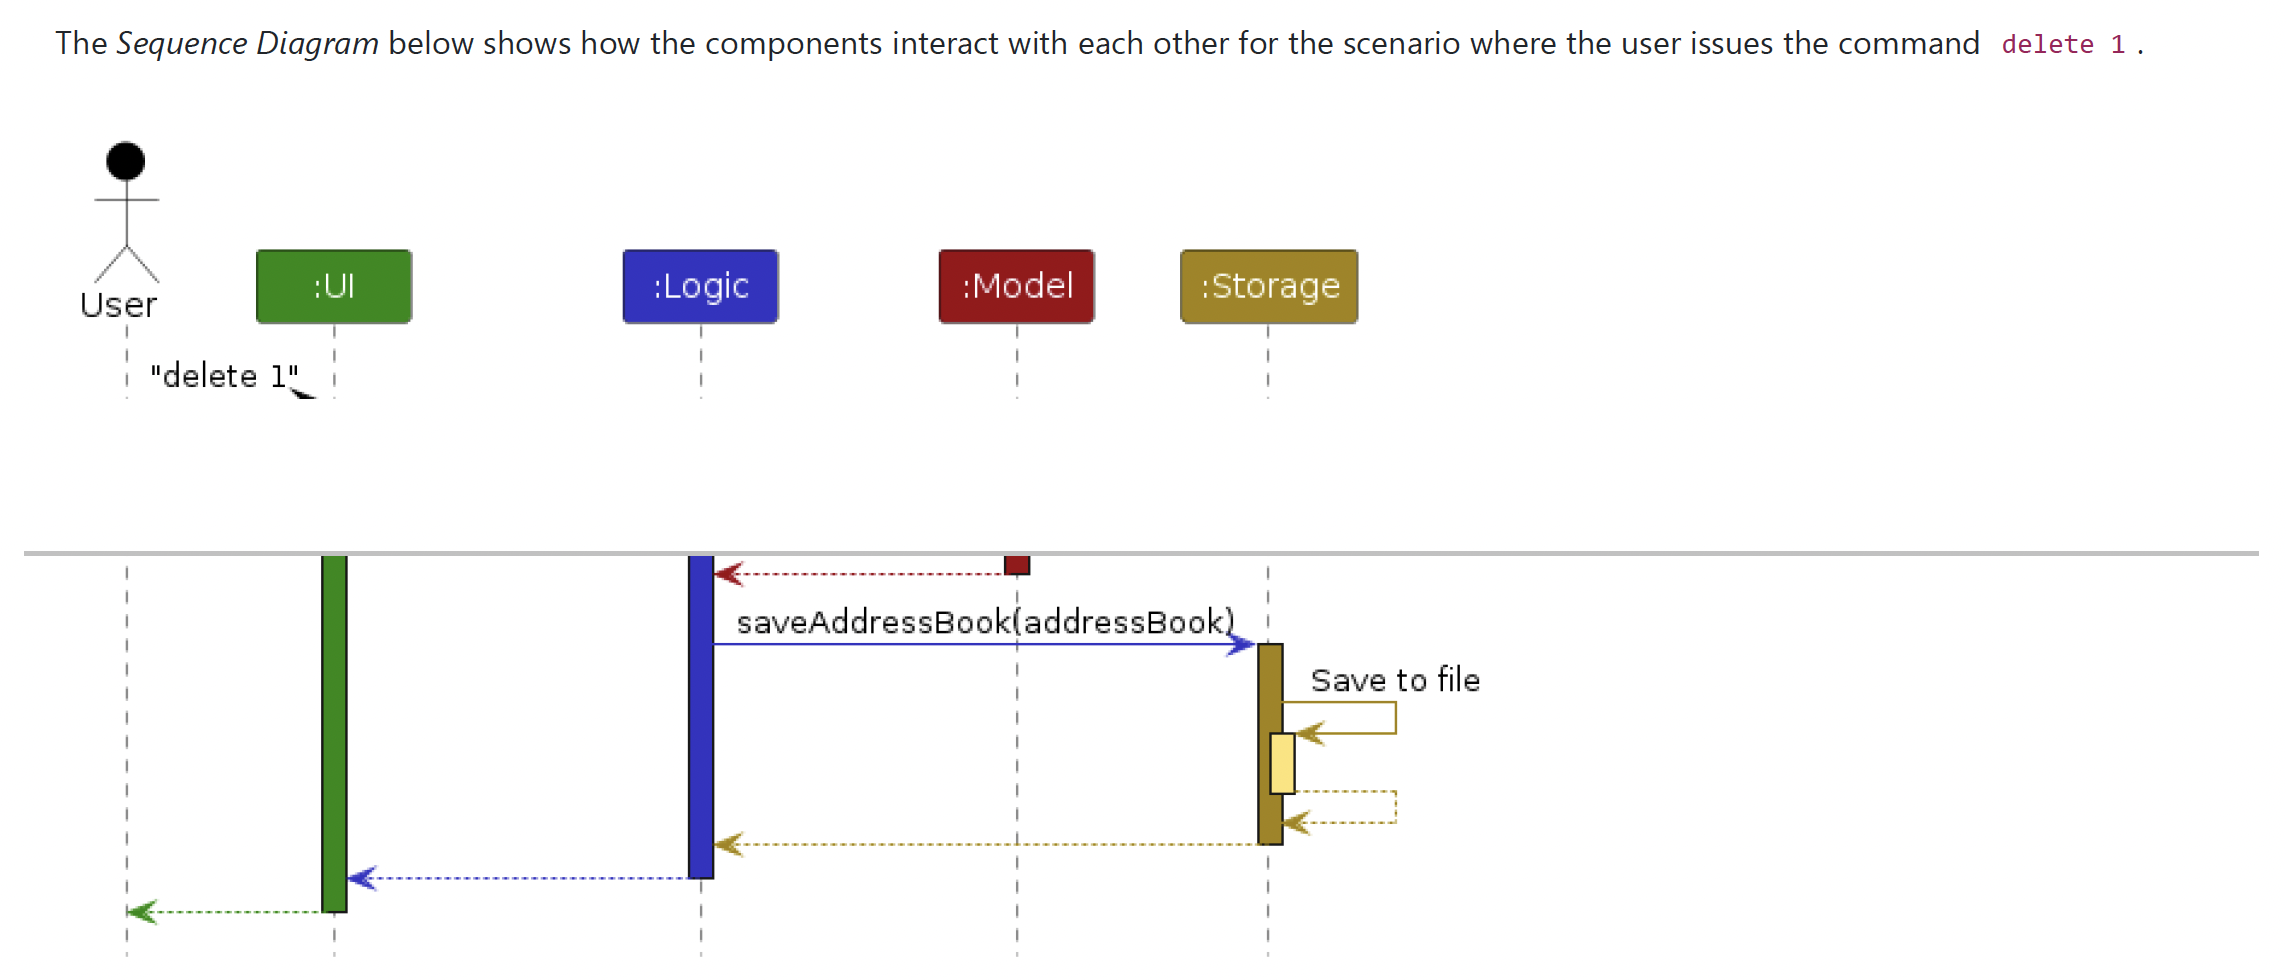 The Sequence Diagram below shows how the components interact with each other for the scenario where the user issues the command delete 1 .
User
:UI
:Logic
:Model
:Storage
"delete 1"
saveAddressBook(addressBook)
Save to file